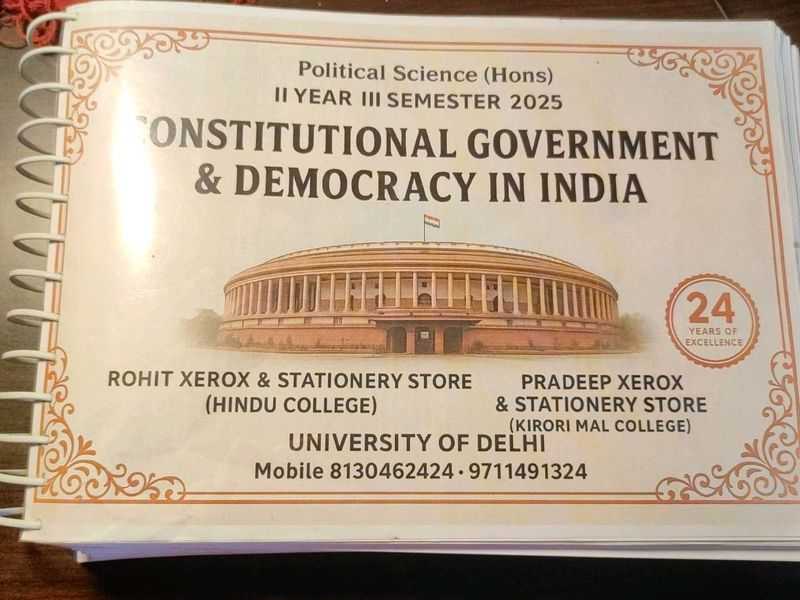 Political Science (Hons)
II YEAR III SEMESTER 2025
CONSTITUTIONAL GOVERNMENT
& DEMOCRACY IN INDIA
24
YEARS OF
EXCELLENCE
ROHIT XEROX & STATIONERY STORE
(HINDU COLLEGE)
PRADEEP XEROX
& STATIONERY STORE
(KIRORI MAL COLLEGE)
UNIVERSITY OF DELHI
Mobile 8130462424 • 9711491324